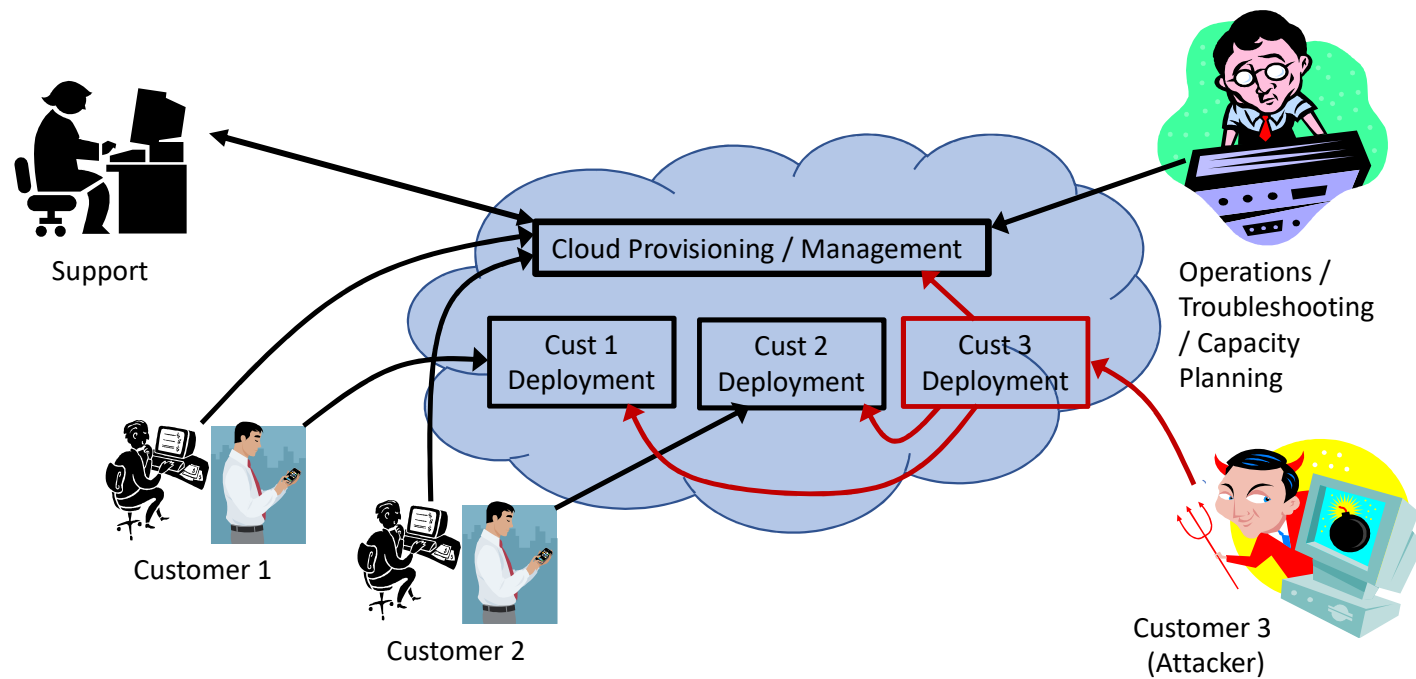 Support
Cloud Provisioning / Management
Operations /
Troubleshooting
/ Capacity
Planning
Cust 1
Deployment
Cust 2
Deployment
Cust 3
Deployment
Customer 1
Customer 2
Customer 3
(Attacker)